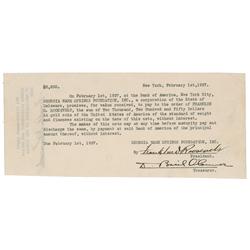 $8,250. New York, February 1st,1927.
On February 1st,1937, at the Bank of America, New York City,
GEORGIA WARM SPRINGS FOUNDATION, INC., a corporation of the State of
Delaware, promises, for value received, to pay to the order of FRANKLIN
D. ROOSEVELT, the sum of Ten Thousand, Two Hundred and Fifty Dollars
in gold coin of the United States of America of the standard of weight
and fineness existing on the date of this note, without interest.
The maker of this note may at any time before maturity pay and
discharge the same, by payment at said bank of America of the principal
amount thereof, without interest.
Due February 1st, 1937. GEORGIA WARM SPRINGS FOUNDATION, INC.
By Franklin D. Roosevelt
President.
Basil O'Connor
Treasurer.